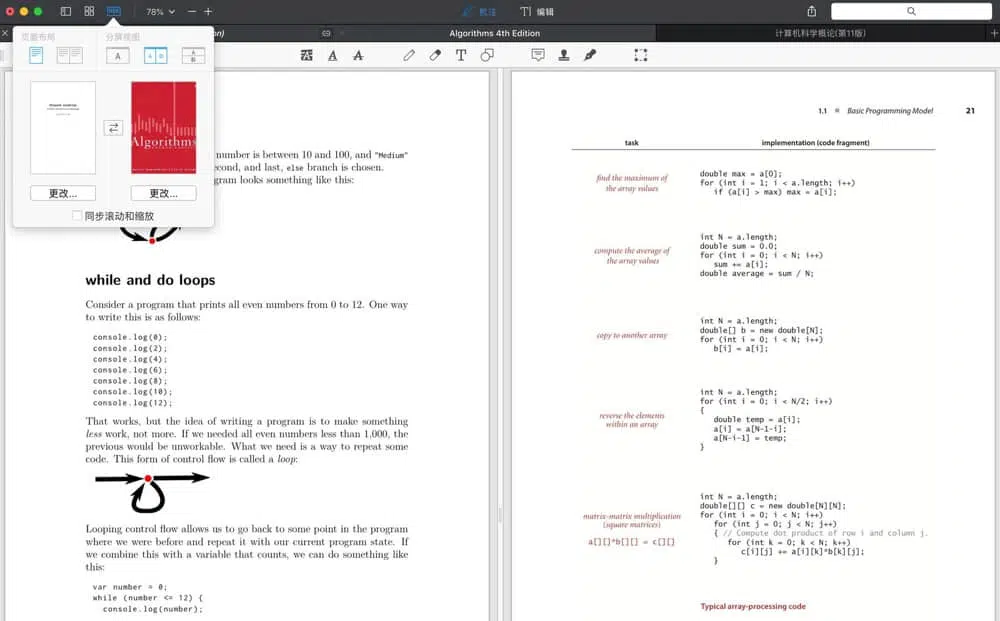 78%
批注
编辑
on)
Algorithms 4th Edition
计算机科学概论(第11版)
页面布局
分屏视图
A
Algorithms
更改...
更改...
同步滚动和缩放
number is between 10 and 100, and "Medium"
cond, and last, else branch is chosen.
gram looks something like this:
while and do loops
Consider a program that prints all even numbers from 0 to 12. One way
to write this is as follows:
console.log(0);
console.log(2);
console.log(4);
console.log(6);
console.log(8);
console.log(10);
console.log(12);
That works, but the idea of writing a program is to make something
less work, not more. If we needed all even numbers less than 1,000, the
previous would be unworkable. What we need is a way to repeat some
code. This form of control flow is called a loop:
Looping control flow allows us to go back to some point in the program
where we were before and repeat it with our current program state. If
we combine this with a variable that counts, we can do something like
this:
var number = 0;
while (number <= 12) {
console.log(number);
1.1 Basic Programming Model 21
task implementation (code fragment)
find the maximum of
the array values
double max = a[0];
for (int i = 1; i < a.length; i++)
if (a[i] > max) max = a[i];
compute the average of
the array values
int N = a.length;
double sum = 0.0;
for (int i = 0; i < N; i++)
sum += a[i];
double average = sum / N;
copy to another array
int N = a.length;
double[] b = new double[N];
for (int i = 0; i < N; i++)
b[i] = a[i];
reverse the elements
within an array
int N = a.length;
for (int i = 0; i < N/2; i++)
{
double temp = a[i];
a[i] = a[N-1-i];
a[N-i-1] = temp;
}
matrix-matrix multiplication
(square matrices)
a[][]*b[][] = c[][]
int N = a.length;
double[][] c = new double[N][N];
for (int i = 0; i < N; i++)
for (int j = 0; j < N; j++)
{ // Compute dot product of row i and column j.
for (int k = 0; k < N; k++)
c[i][j] += a[i][k]*b[k][j];
}
Typical array-processing code